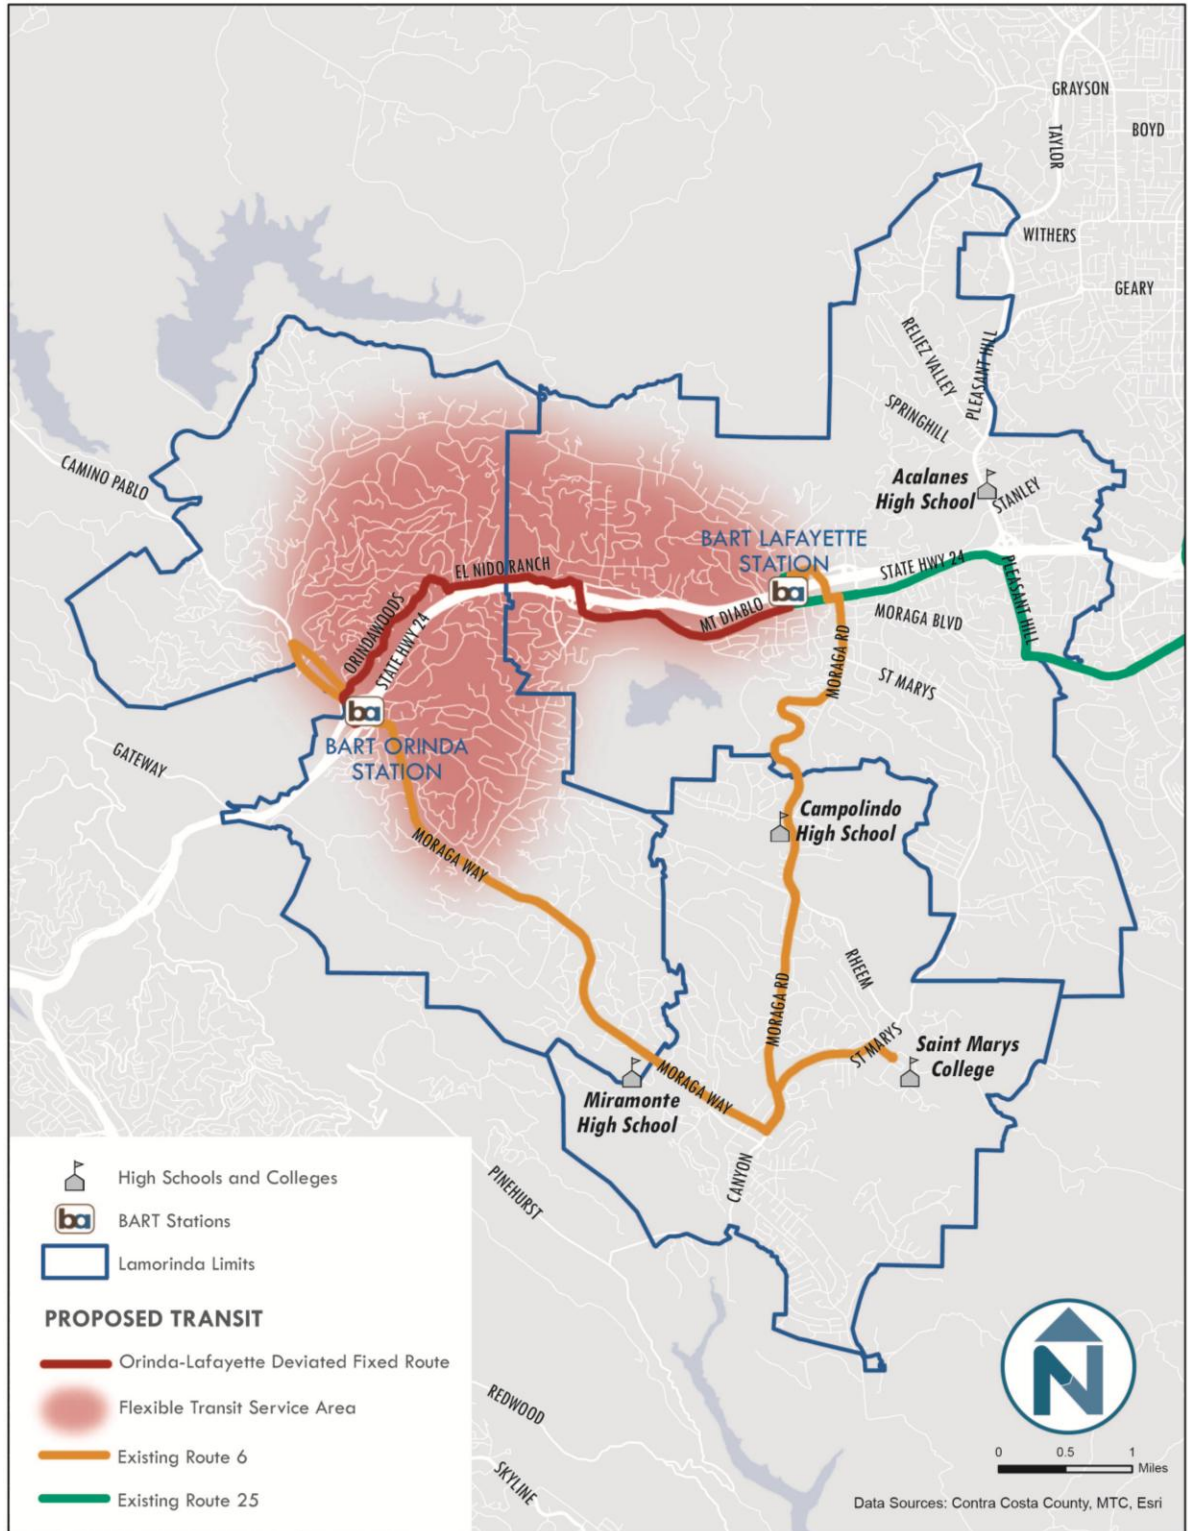 GRAYSON
TAYLOR
BOYD
WITHERS
GEARY
RELIEZ VALLEY
PLEASANT HILL
SPRINGHILL
CAMINO PABLO
Acalanes
High School
STANLEY
BART LAFAYETTE
STATION
ba
EL NIDO RANCH
STATE HWY 24
PLEASANT HILL
ORINDAWOODS
STATE HWY 24
MT DIABLO
MORAGA BLVD
MORAGA RD
ST MARYS
ba
BART ORINDA
STATION
GATEWAY
Campolindo
High School
MORAGA WAY
RHEEM
MORAGA RD
ST MARYS
Saint Marys
College
MORAGA WAY
Miramonte
High School
CANYON
PINEHURST
High Schools and Colleges
ba
BART Stations
Lamorinda Limits
PROPOSED TRANSIT
Orinda-Lafayette Deviated Fixed Route
Flexible Transit Service Area
Existing Route 6
Existing Route 25
REDWOOD
SKYLINE
N
0 0.5 1
Miles
Data Sources: Contra Costa County, MTC, Esri